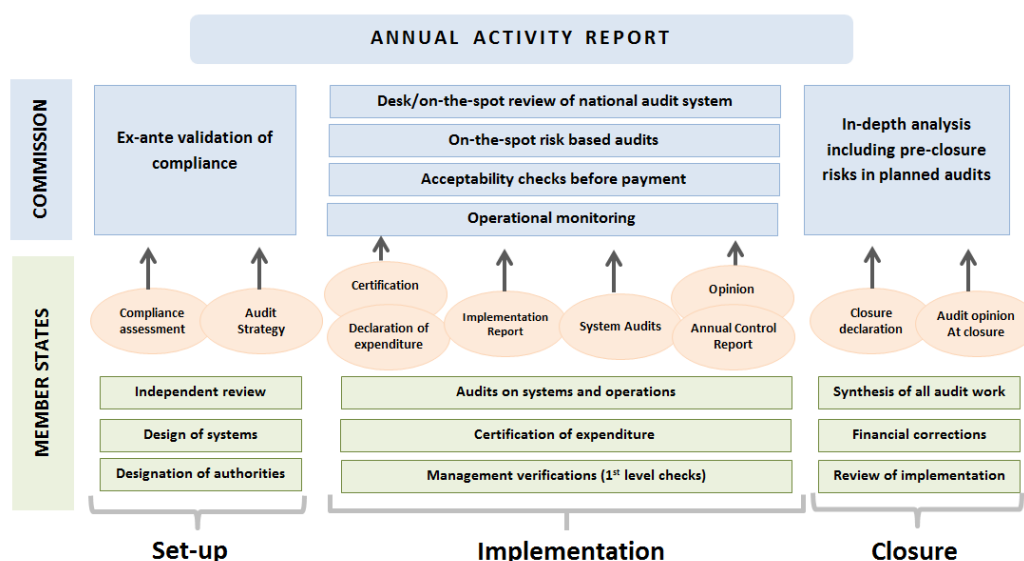 ANNUAL ACTIVITY REPORT
COMMISSION
Ex-ante validation of
compliance
Desk/on-the-spot review of national audit system
On-the-spot risk based audits
Acceptability checks before payment
Operational monitoring
In-depth analysis
including pre-closure
risks in planned audits
MEMBER STATES
Compliance
assessment
Audit
Strategy
Certification
Declaration of
expenditure
Implementation
Report
System Audits
Opinion
Annual Control
Report
Closure
declaration
Audit opinion
At closure
Independent review
Design of systems
Designation of authorities
Audits on systems and operations
Certification of expenditure
Management verifications (1st level checks)
Synthesis of all audit work
Financial corrections
Review of implementation
Set-up
Implementation
Closure